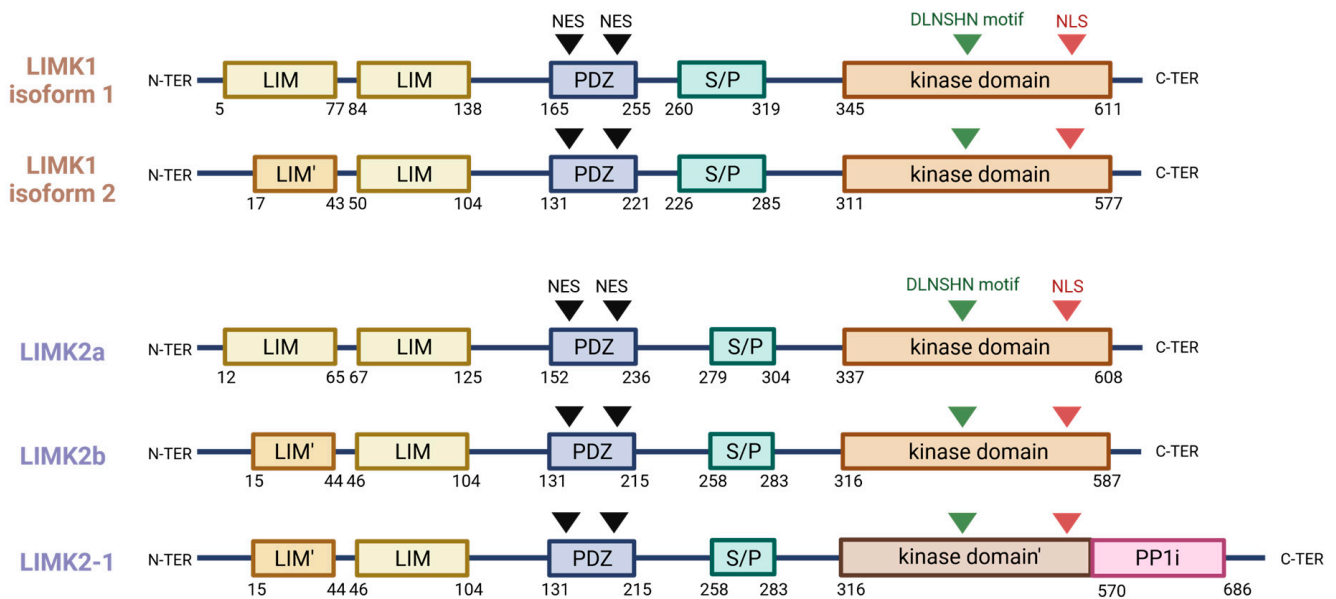 NES NES DLNSHN motif NLS
LIMK1
isoform 1
N-TER LIM LIM PDZ S/P kinase domain C-TER
5 77 84 138 165 255 260 319 345 611
LIMK1
isoform 2
N-TER LIM' LIM PDZ S/P kinase domain C-TER
17 43 50 104 131 221 226 285 311 577
NES NES DLNSHN motif NLS
LIMK2a N-TER LIM LIM PDZ S/P kinase domain C-TER
12 65 67 125 152 236 279 304 337 608
LIMK2b N-TER LIM' LIM PDZ S/P kinase domain C-TER
15 44 46 104 131 215 258 283 316 587
LIMK2-1 N-TER LIM' LIM PDZ S/P kinase domain' PP1i C-TER
15 44 46 104 131 215 258 283 316 570 686